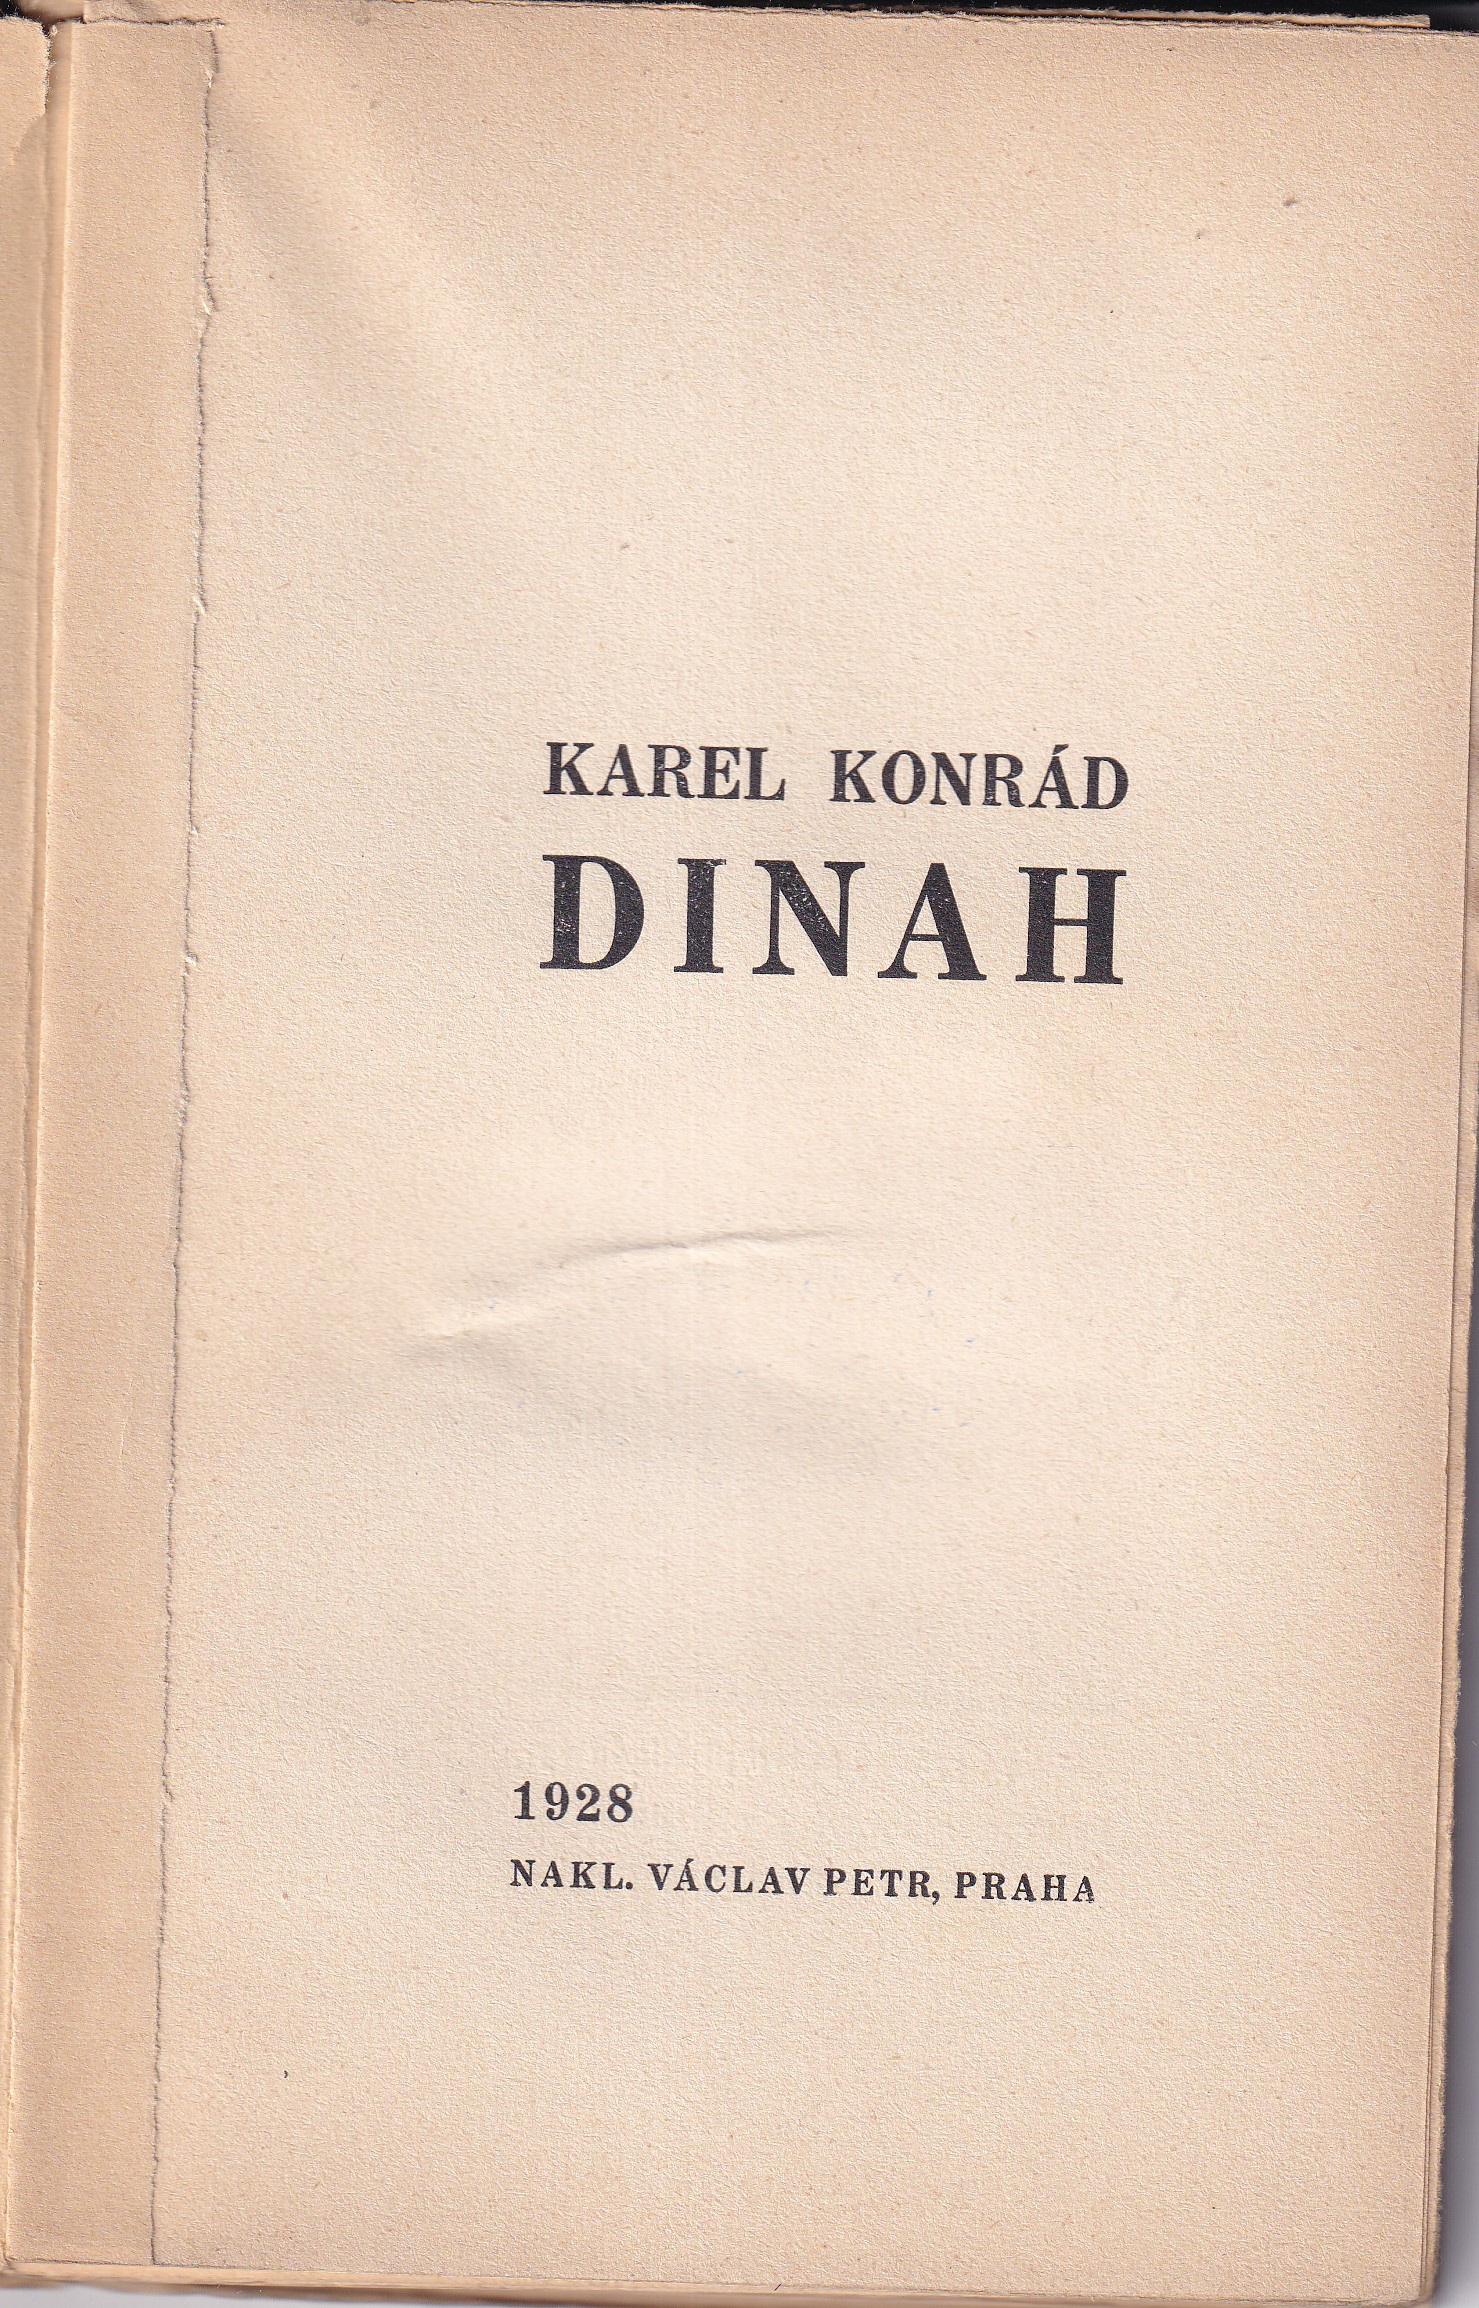 KAREL KONRÁD
DINAH
1928
NAKL. VÁCLAV PETR, PRAHA